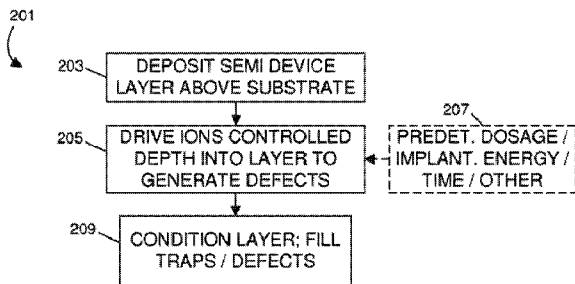 201
203
DEPOSIT SEMI DEVICE
LAYER ABOVE SUBSTRATE
205
DRIVE IONS CONTROLLED
DEPTH INTO LAYER TO
GENERATE DEFECTS
207
PREDET. DOSAGE /
IMPLANT. ENERGY /
TIME / OTHER
209
CONDITION LAYER; FILL
TRAPS / DEFECTS